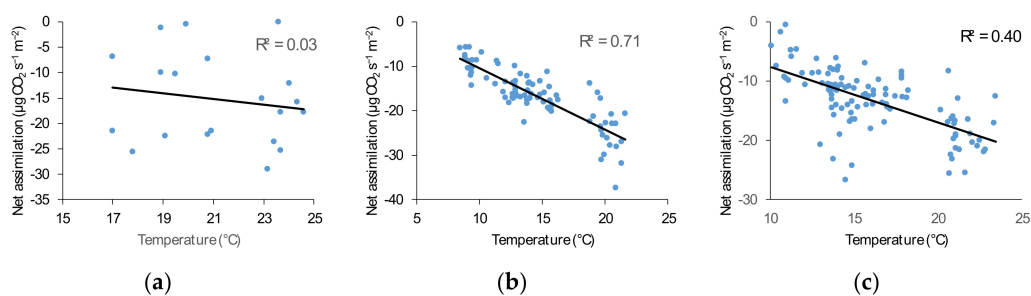 0
-5
-10
-15
-20
-25
-30
-35
Net assimilation (µg CO₂ s⁻¹ m⁻²)
R² = 0.03
15
17
19
21
23
25
Temperature (°C)
(a)
0
-10
-20
-30
-40
Net assimilation (µg CO₂ s⁻¹ m⁻²)
R² = 0.71
5
10
15
20
25
Temperature (°C)
(b)
0
-10
-20
-30
Net assimilation (µg CO₂ s⁻¹ m⁻²)
R² = 0.40
10
15
20
25
Temperature (°C)
(c)